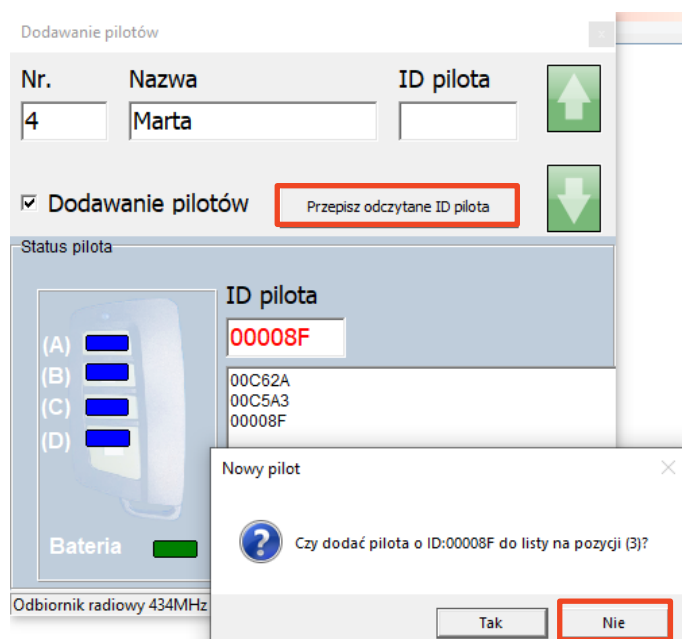 Dodawanie pilotów
Nr. Nazwa ID pilota
4 Marta
Dodawanie pilotów Przepisz odczytane ID pilota
Status pilota
ID pilota
00008F
(A)
(B)
(C)
(D)
00C62A
00C5A3
00008F
Bateria
Odbiornik radiowy 434MHz
Nowy pilot
Czy dodać pilota o ID:00008F do listy na pozycji (3)?
Tak Nie